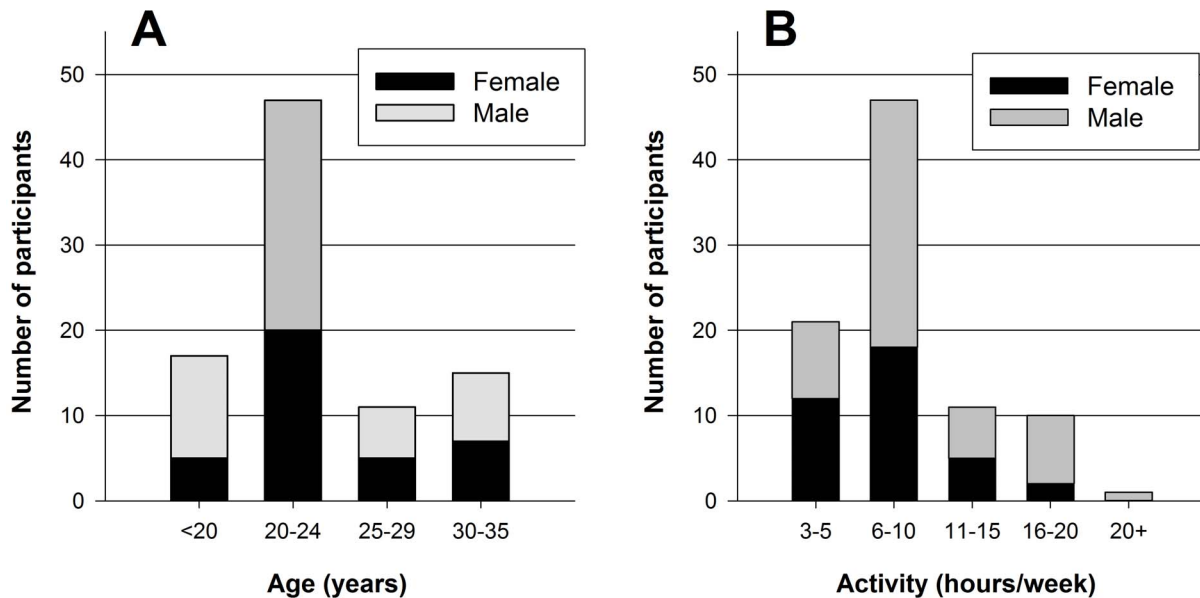 A
Female
Male
Number of participants
50
40
30
20
10
0
<20 20-24 25-29 30-35
Age (years)
B
Female
Male
Number of participants
50
40
30
20
10
0
3-5 6-10 11-15 16-20 20+
Activity (hours/week)